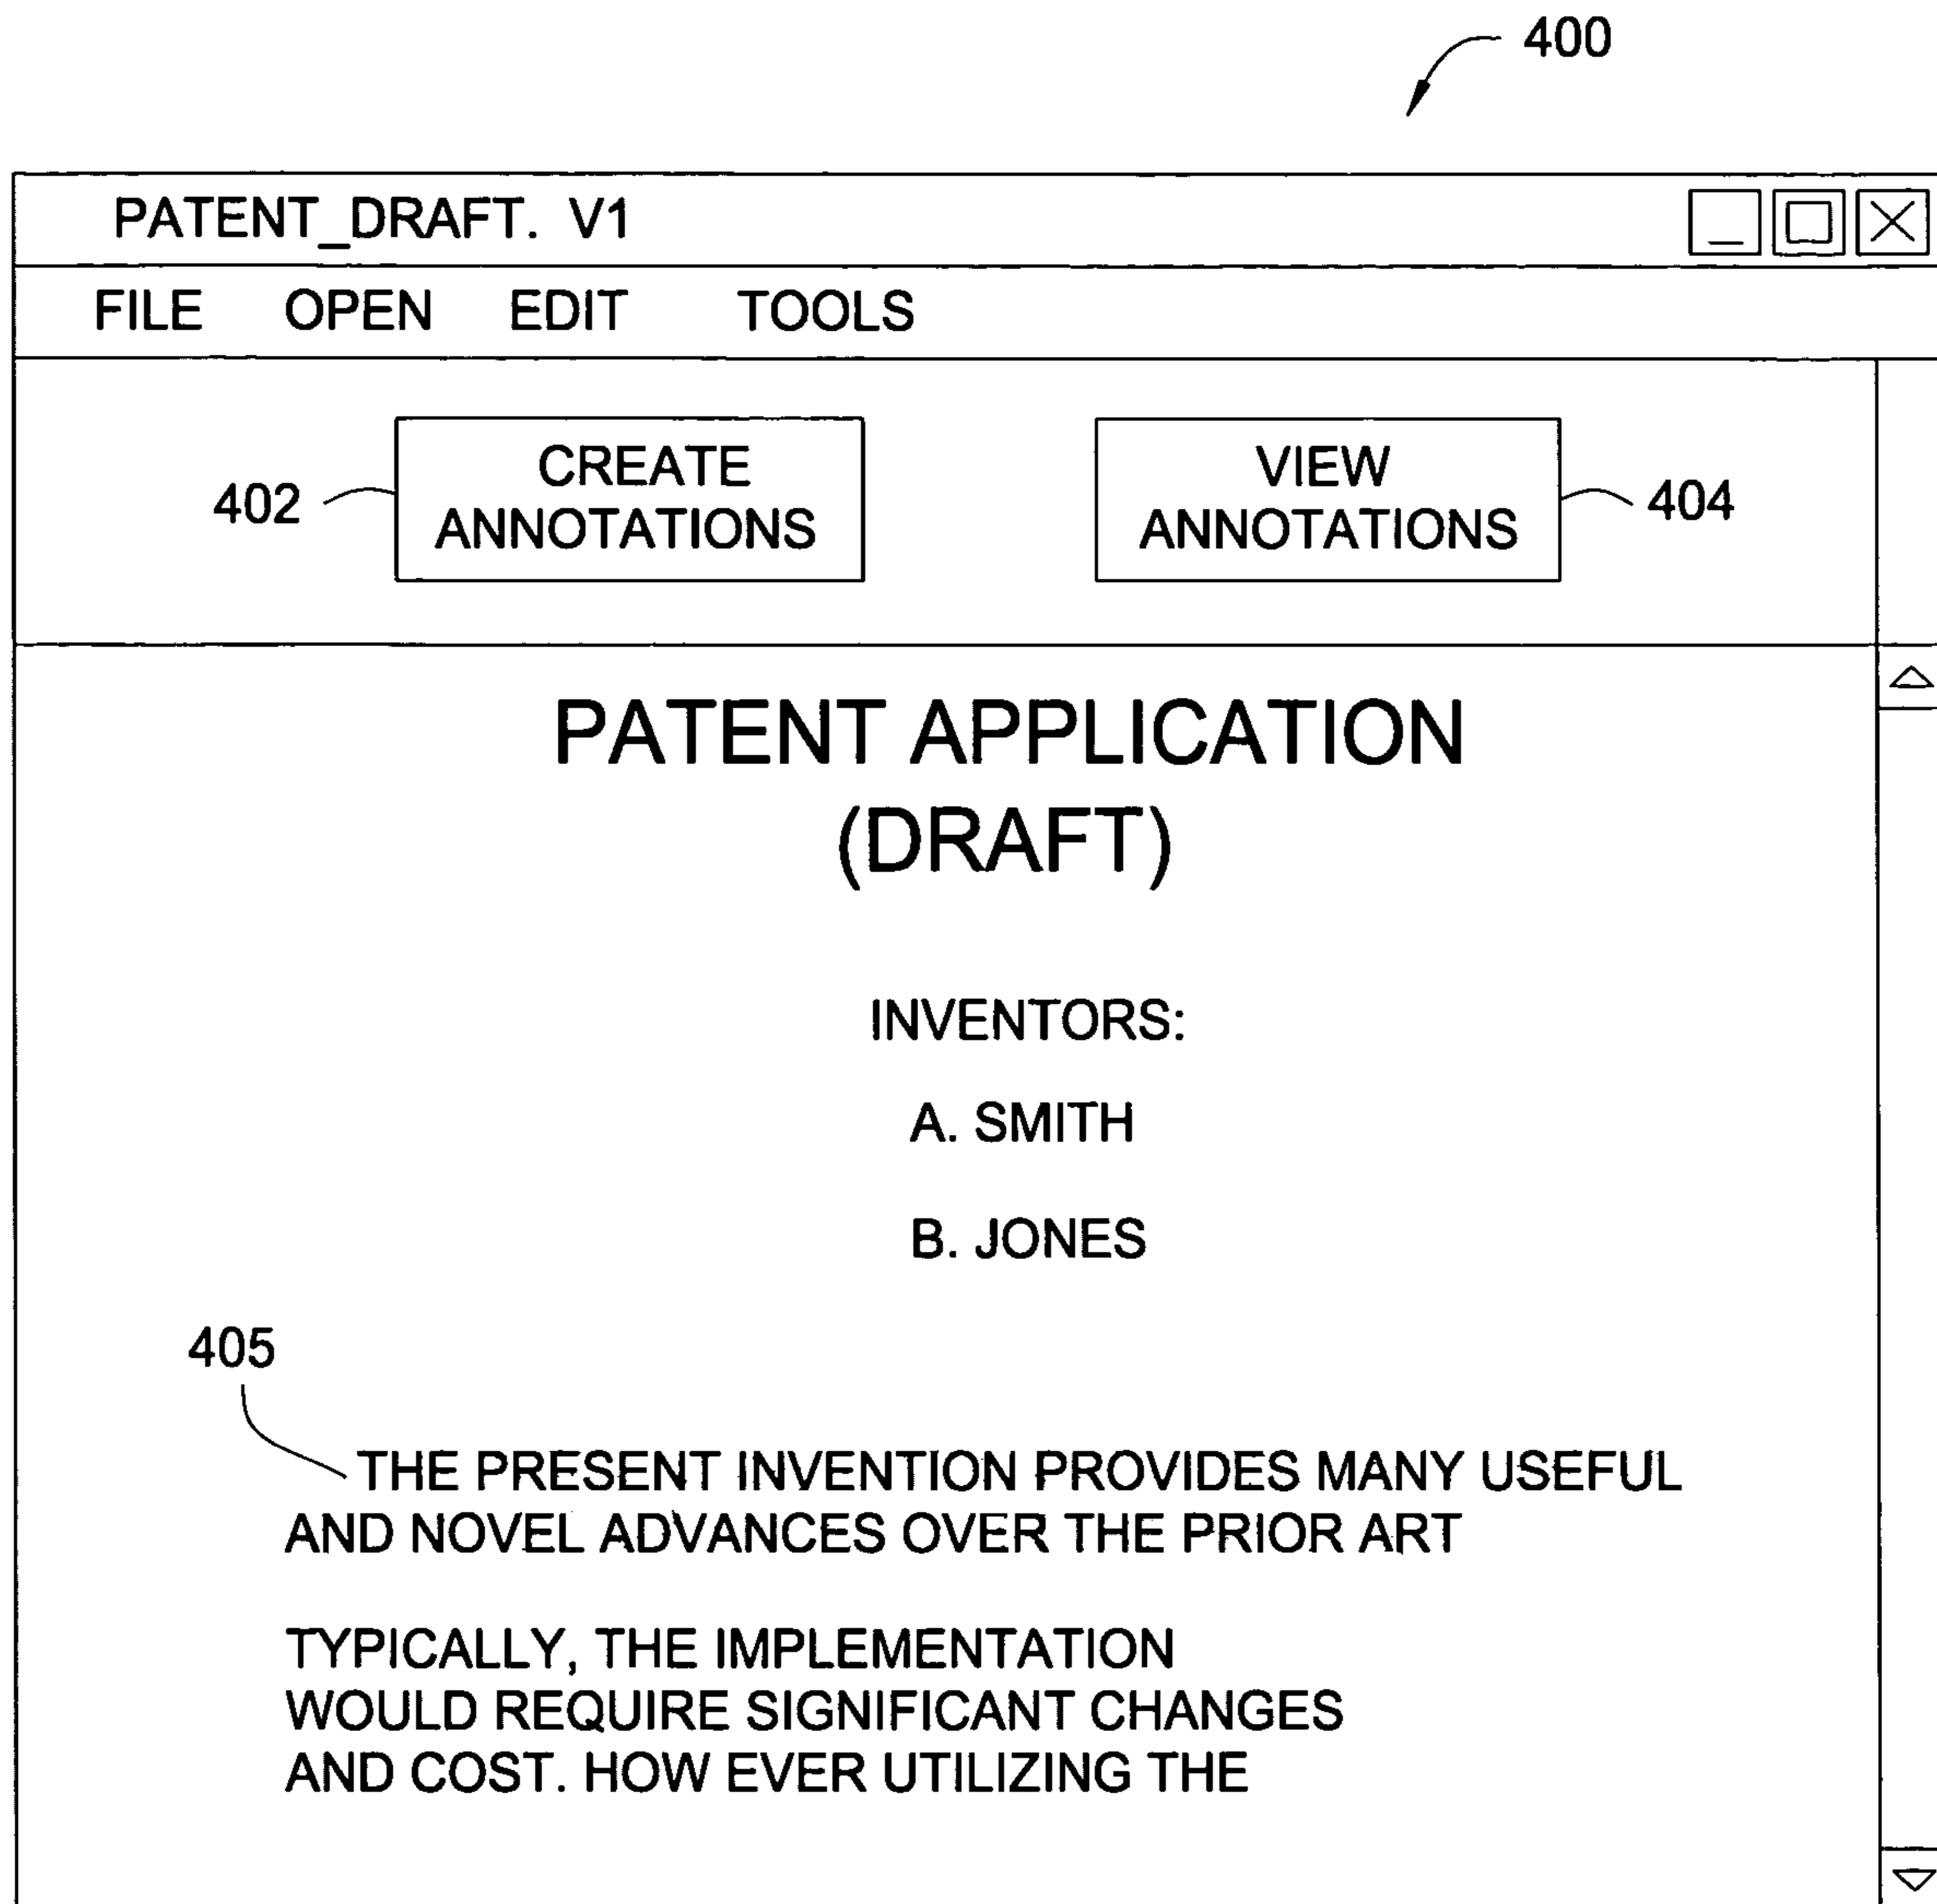 400
PATENT_DRAFT. V1
FILE OPEN EDIT TOOLS
402
CREATE
ANNOTATIONS
VIEW
ANNOTATIONS
404
PATENT APPLICATION
(DRAFT)
INVENTORS:
A. SMITH
B. JONES
405
THE PRESENT INVENTION PROVIDES MANY USEFUL
AND NOVEL ADVANCES OVER THE PRIOR ART
TYPICALLY, THE IMPLEMENTATION
WOULD REQUIRE SIGNIFICANT CHANGES
AND COST. HOW EVER UTILIZING THE